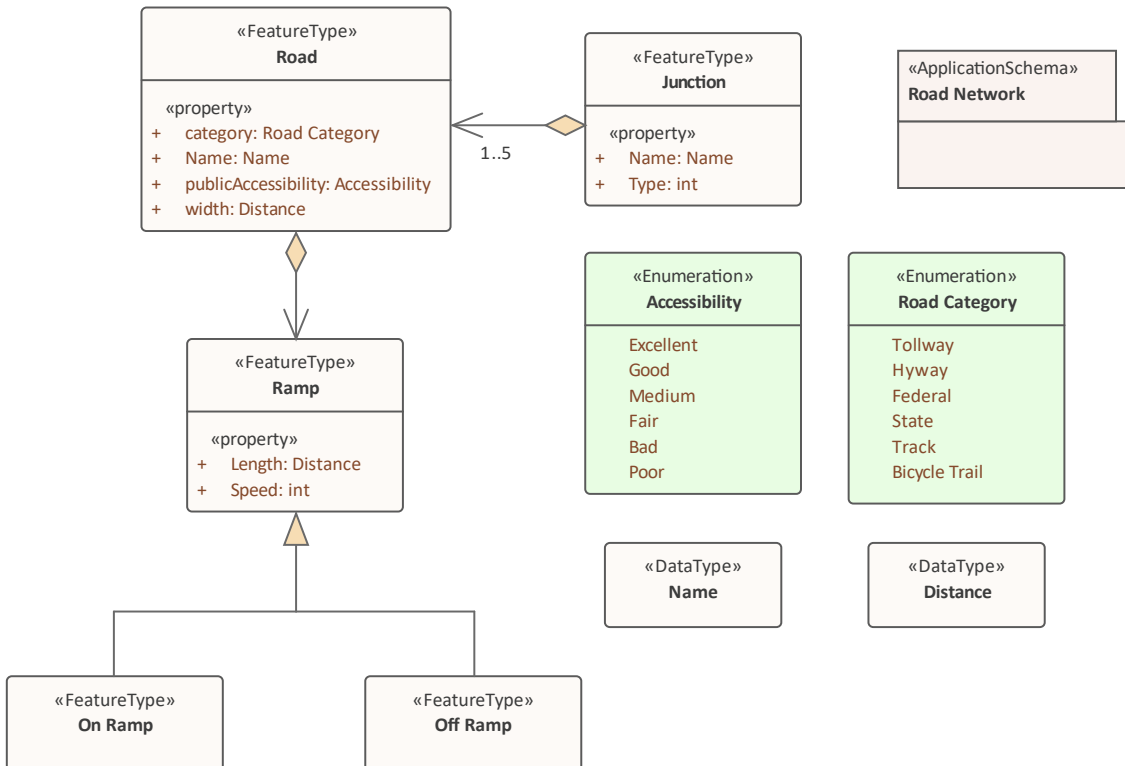 «FeatureType»
Road
«property»
+ category: Road Category
+ Name: Name
+ publicAccessibility: Accessibility
+ width: Distance
1..5
«FeatureType»
Junction
«property»
+ Name: Name
+ Type: int
«ApplicationSchema»
Road Network
«FeatureType»
Ramp
«property»
+ Length: Distance
+ Speed: int
«Enumeration»
Accessibility
Excellent
Good
Medium
Fair
Bad
Poor
«Enumeration»
Road Category
Tollway
Hyway
Federal
State
Track
Bicycle Trail
«DataType»
Name
«DataType»
Distance
«FeatureType»
On Ramp
«FeatureType»
Off Ramp